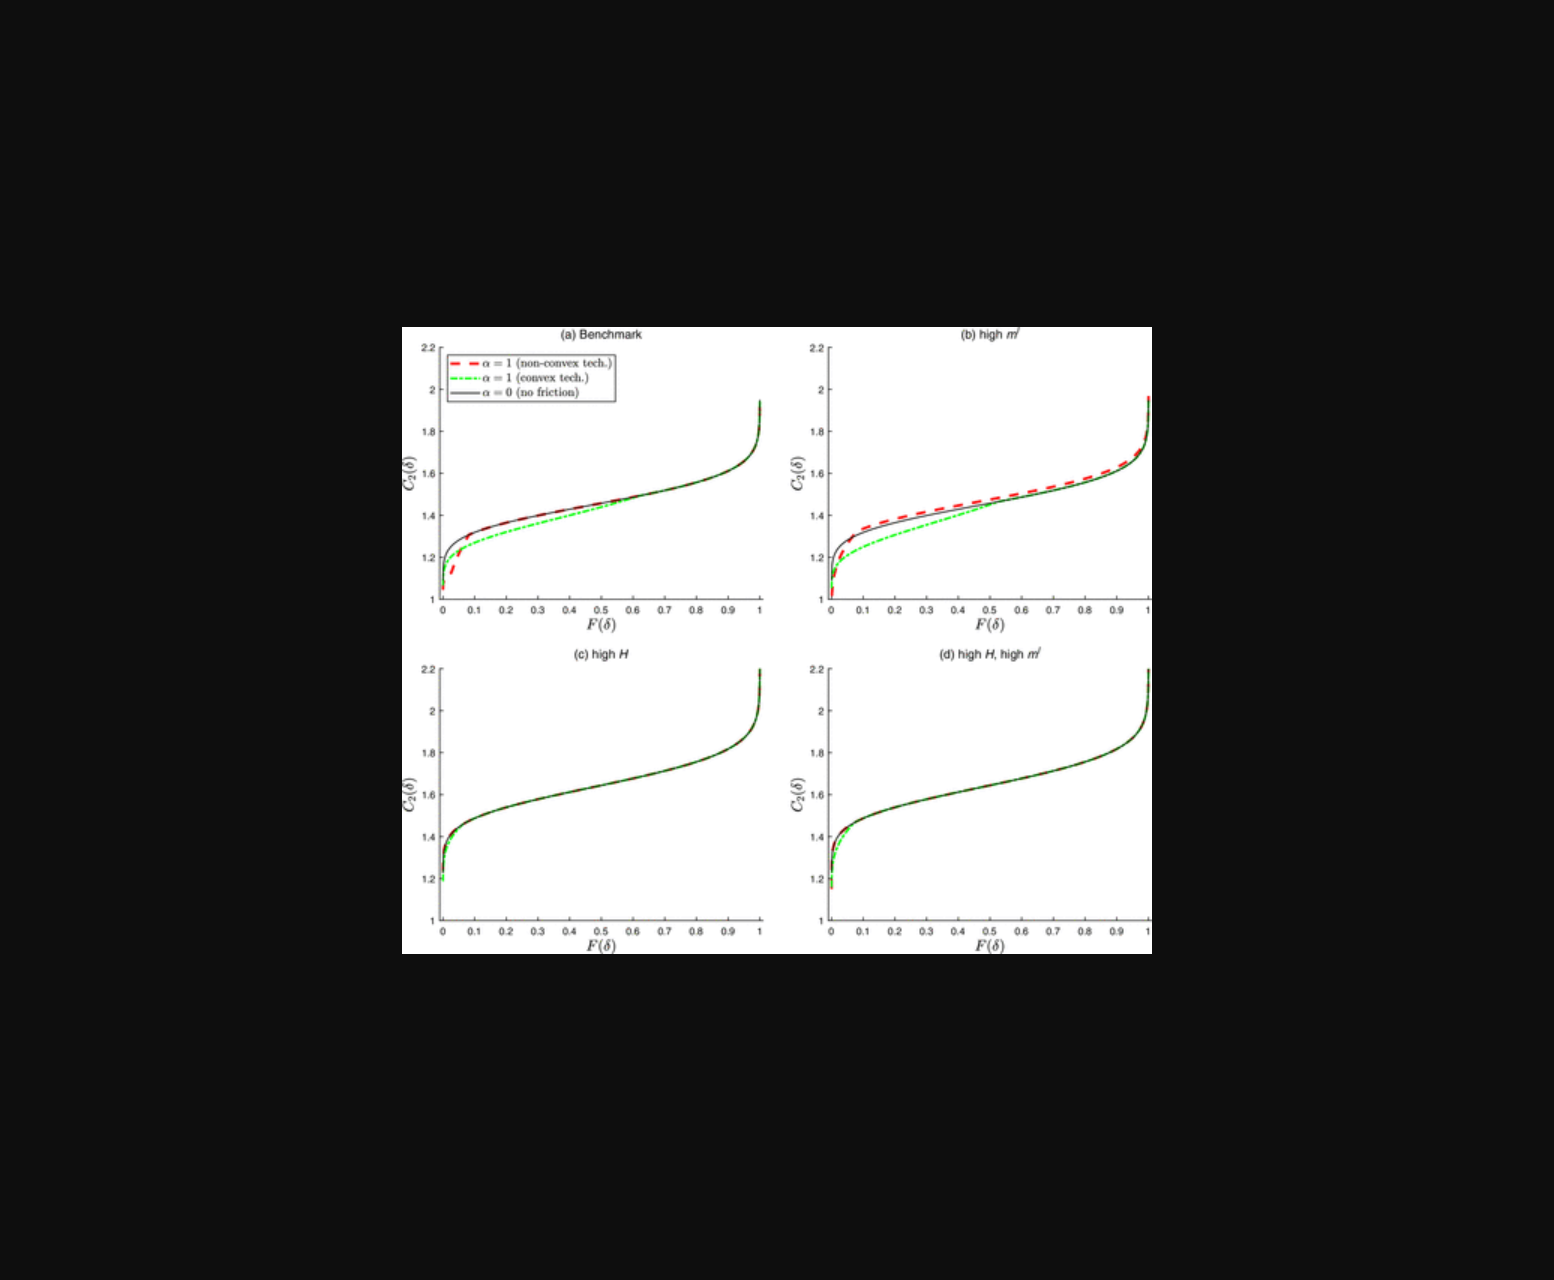 (a) Benchmark
2.2
2
1.8
1.6
1.4
1.2
1
C₂(δ)
α = 1 (non-convex tech.)
α = 1 (convex tech.)
α = 0 (no friction)
0 0.1 0.2 0.3 0.4 0.5 0.6 0.7 0.8 0.9 1
F(δ)
(b) high mˡ
2.2
2
1.8
1.6
1.4
1.2
1
C₂(δ)
0 0.1 0.2 0.3 0.4 0.5 0.6 0.7 0.8 0.9 1
F(δ)
(c) high H
2.2
2
1.8
1.6
1.4
1.2
1
C₂(δ)
0 0.1 0.2 0.3 0.4 0.5 0.6 0.7 0.8 0.9 1
F(δ)
(d) high H, high mˡ
2.2
2
1.8
1.6
1.4
1.2
1
C₂(δ)
0 0.1 0.2 0.3 0.4 0.5 0.6 0.7 0.8 0.9 1
F(δ)